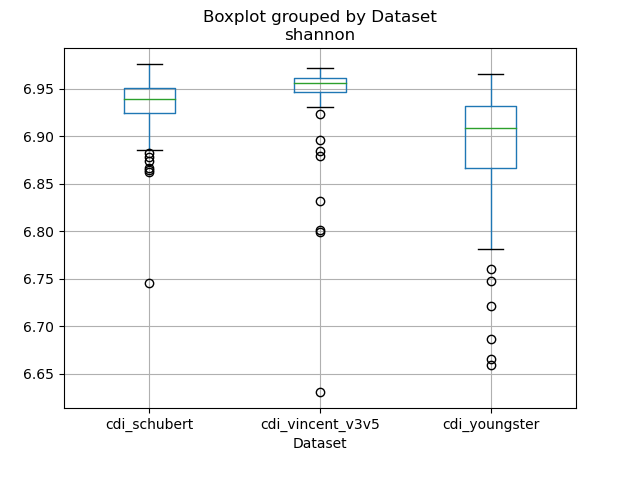 Boxplot grouped by Dataset
shannon
6.95
6.90
6.85
6.80
6.75
6.70
6.65
cdi_schubert cdi_vincent_v3v5 cdi_youngster
Dataset